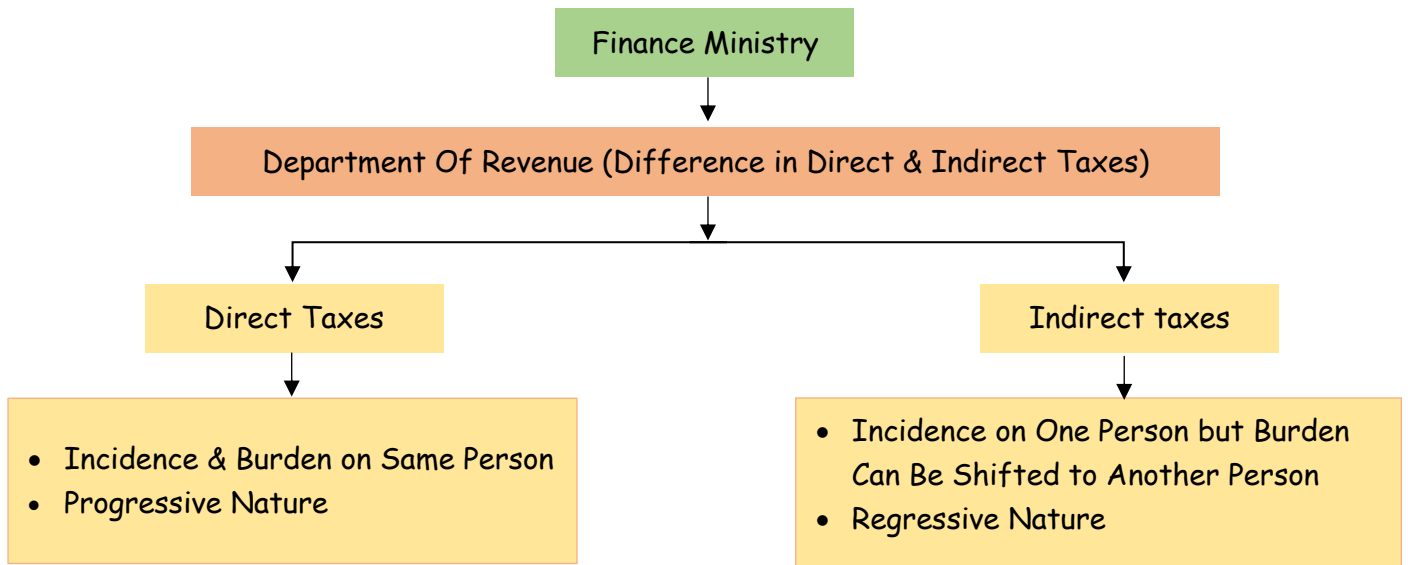 Finance Ministry
Department Of Revenue (Difference in Direct & Indirect Taxes)
Direct Taxes
Indirect taxes
• Incidence & Burden on Same Person
• Progressive Nature
• Incidence on One Person but Burden
Can Be Shifted to Another Person
• Regressive Nature